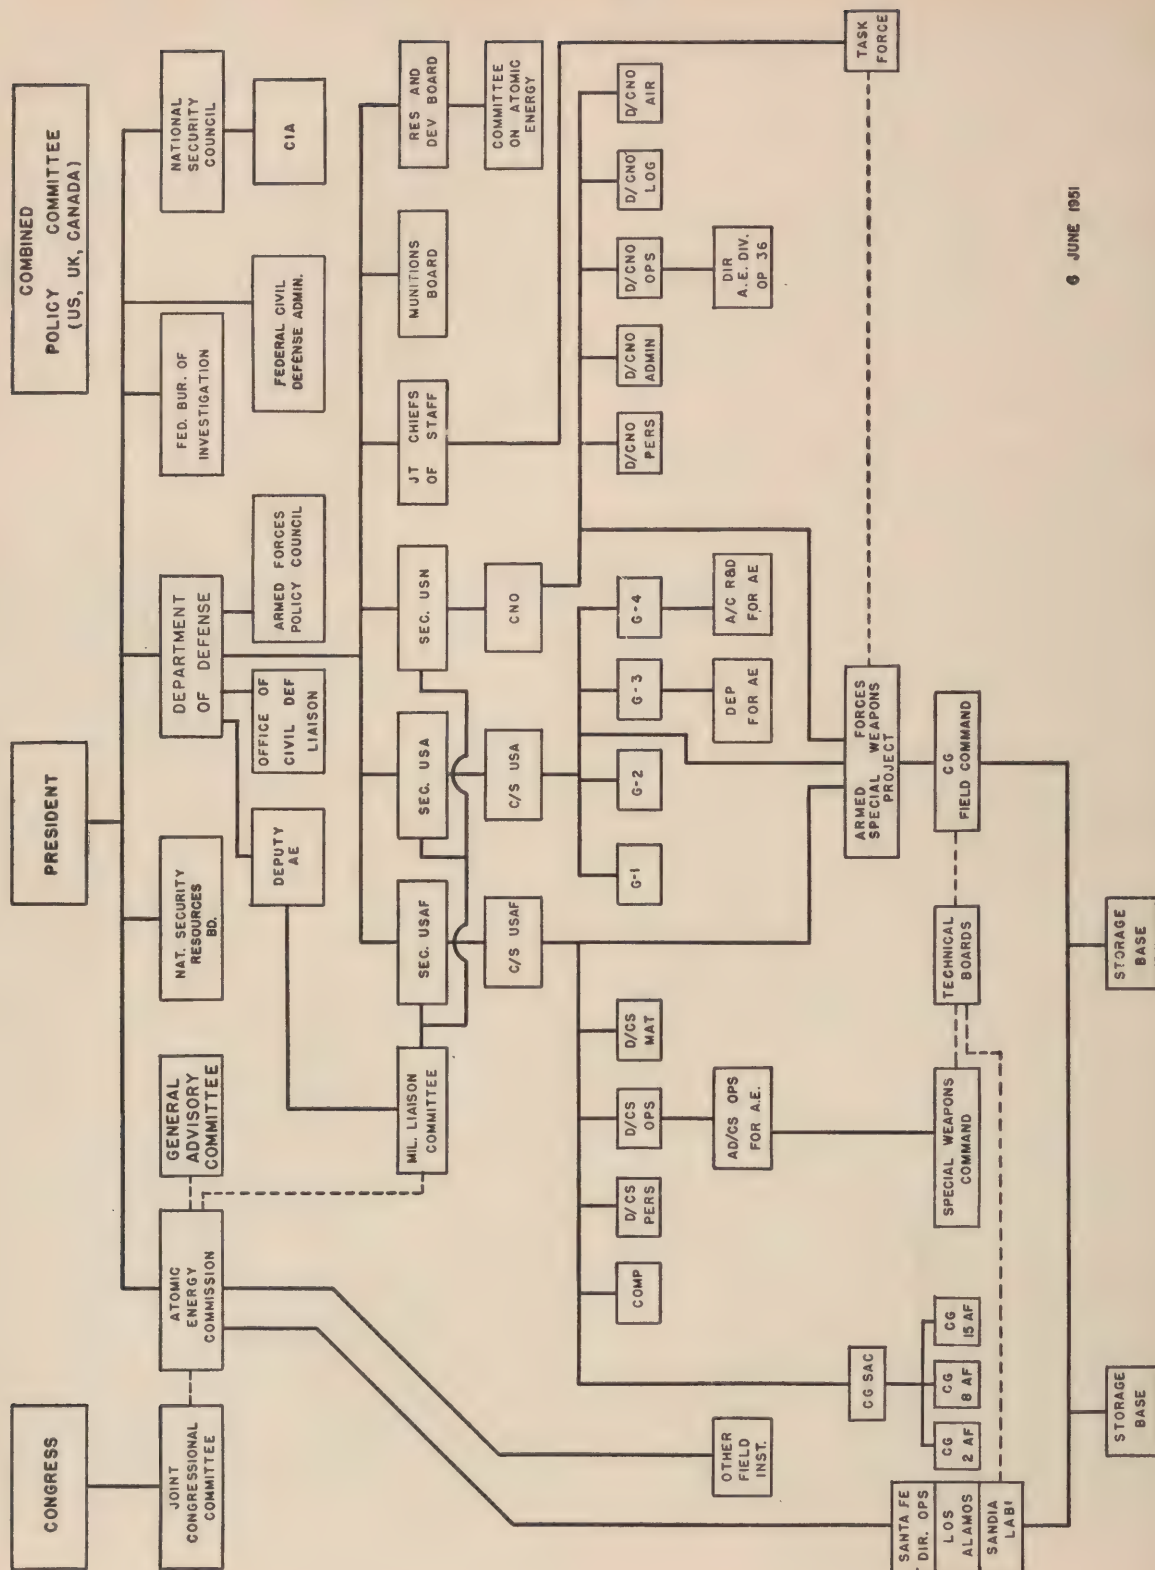 CONGRESS
PRESIDENT
COMBINED
POLICY COMMITTEE
(US, UK, CANADA)
JOINT
CONGRESSIONAL
COMMITTEE
ATOMIC
ENERGY
COMMISSION
GENERAL
ADVISORY
COMMITTEE
NAT. SECURITY
RESOURCES
BD.
DEPARTMENT
OF DEFENSE
FED. BUR. OF
INVESTIGATION
NATIONAL
SECURITY
COUNCIL
DEPUTY
AE
OFFICE OF
CIVIL DEF
LIAISON
ARMED FORCES
POLICY COUNCIL
FEDERAL CIVIL
DEFENSE ADMIN.
CIA
MIL. LIAISON
COMMITTEE
SEC. USAF
SEC. USA
SEC. USN
JT CHIEFS
OF STAFF
MUNITIONS
BOARD
RES AND
DEV BOARD
C/S USAF
C/S USA
CNO
COMMITTEE
ON ATOMIC
ENERGY
COMP
D/CS
PERS
D/CS
OPS
D/CS
MAT
G-1
G-2
G-3
G-4
D/CNO
PERS
D/CNO
ADMIN
D/CNO
OPS
D/CNO
LOG
D/CNO
AIR
OTHER
FIELD
INST.
AD/CS OPS
FOR A.E.
DEP
FOR AE
A/C R&D
FOR AE
DIR
A.E. DIV.
OP 36
CG SAC
ARMED FORCES
SPECIAL WEAPONS
PROJECT
TASK
FORCE
SANTA FE
DIR. OPS
LOS
ALAMOS
SANDIA
LAB
CG
2 AF
CG
8 AF
CG
15 AF
SPECIAL WEAPONS
COMMAND
TECHNICAL
BOARDS
CG
FIELD COMMAND
STORAGE
BASE
STORAGE
BASE
6 JUNE 1951